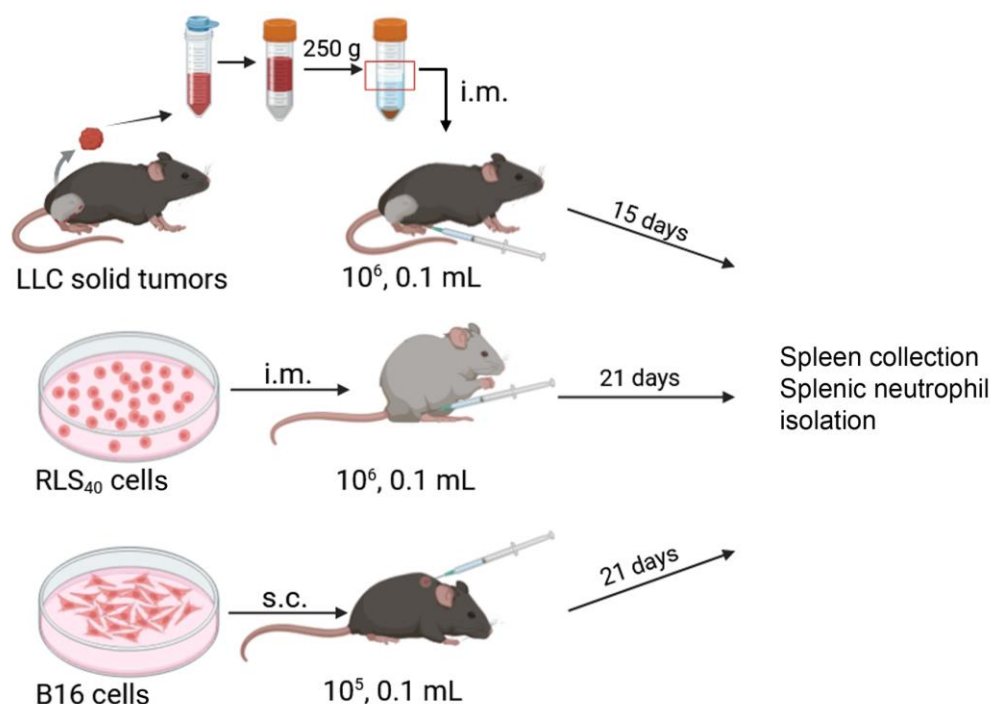 250 g
i.m.
LLC solid tumors
10⁶, 0.1 mL
15 days
RLS₄₀ cells
i.m.
10⁶, 0.1 mL
21 days
Spleen collection
Splenic neutrophil
isolation
B16 cells
s.c.
10⁵, 0.1 mL
21 days